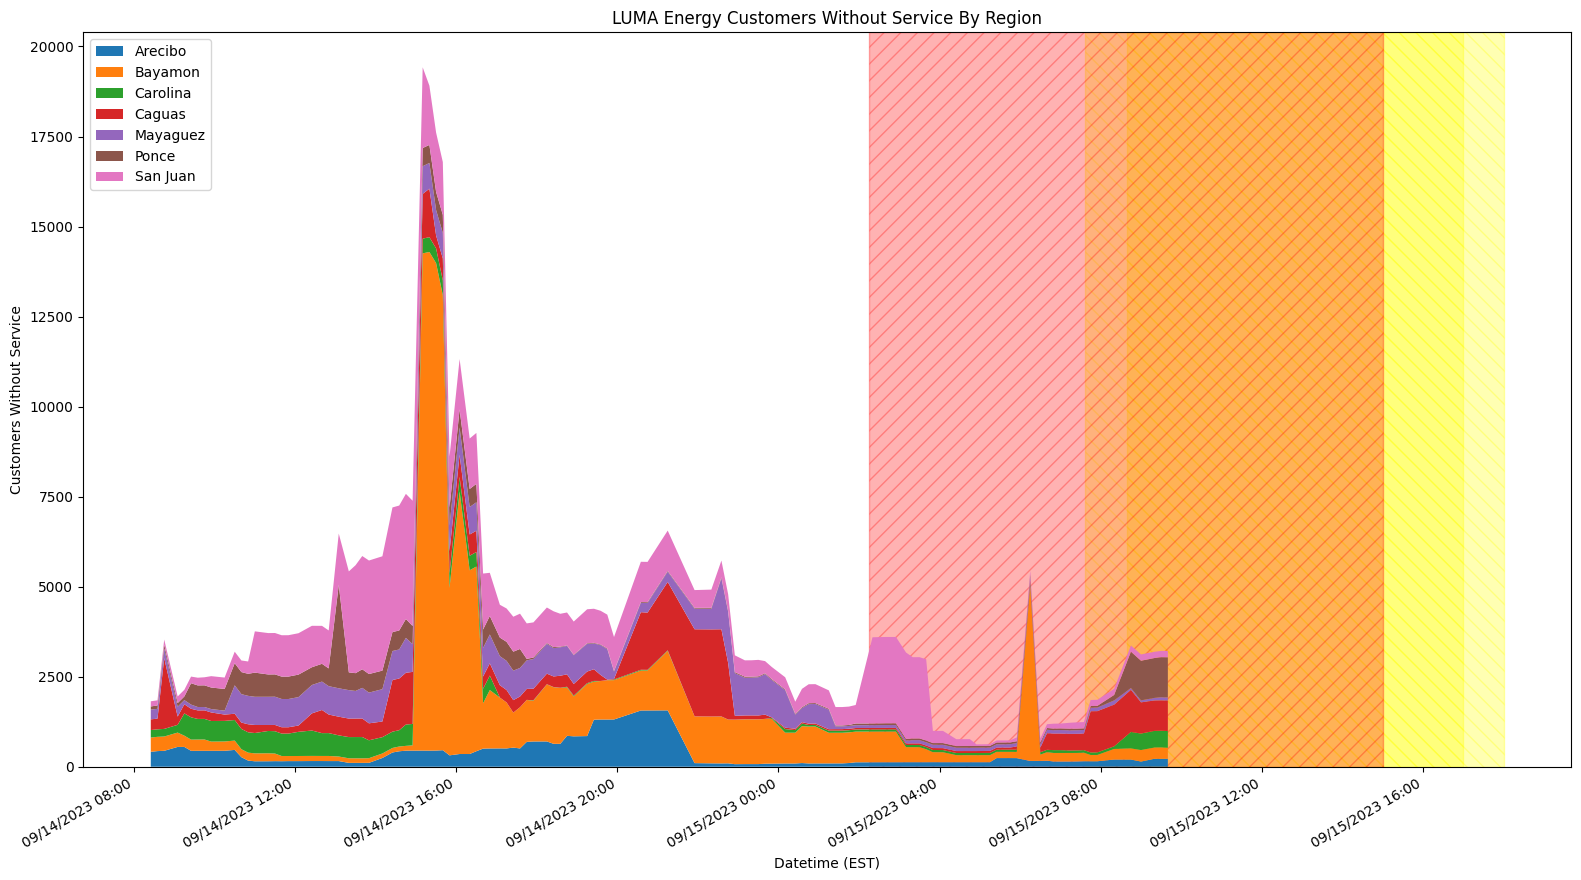 LUMA Energy Customers Without Service By Region
Arecibo
Bayamon
Carolina
Caguas
Mayaguez
Ponce
San Juan
Customers Without Service
20000
17500
15000
12500
10000
7500
5000
2500
0
09/14/2023 08:00
09/14/2023 12:00
09/14/2023 16:00
09/14/2023 20:00
09/15/2023 00:00
09/15/2023 04:00
09/15/2023 08:00
09/15/2023 12:00
09/15/2023 16:00
Datetime (EST)